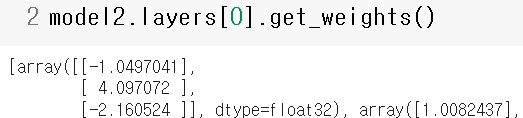 2 model2.layers[0].get_weights()
[array([[-1.0497041],
[ 4.097072 ],
[-2.160524 ]], dtype=float32), array([1.0082437],